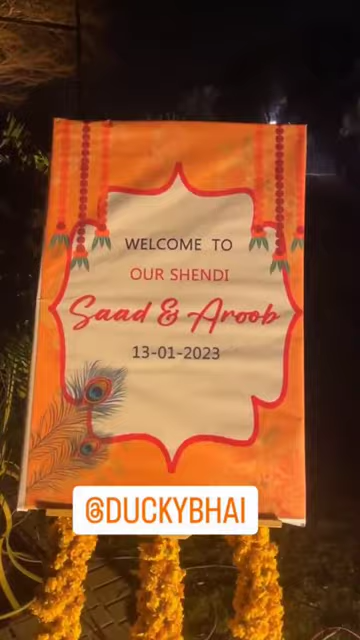 WELCOME TO
OUR SHENDI
Saad & Aroob
13-01-2023
@DUCKYBHAI